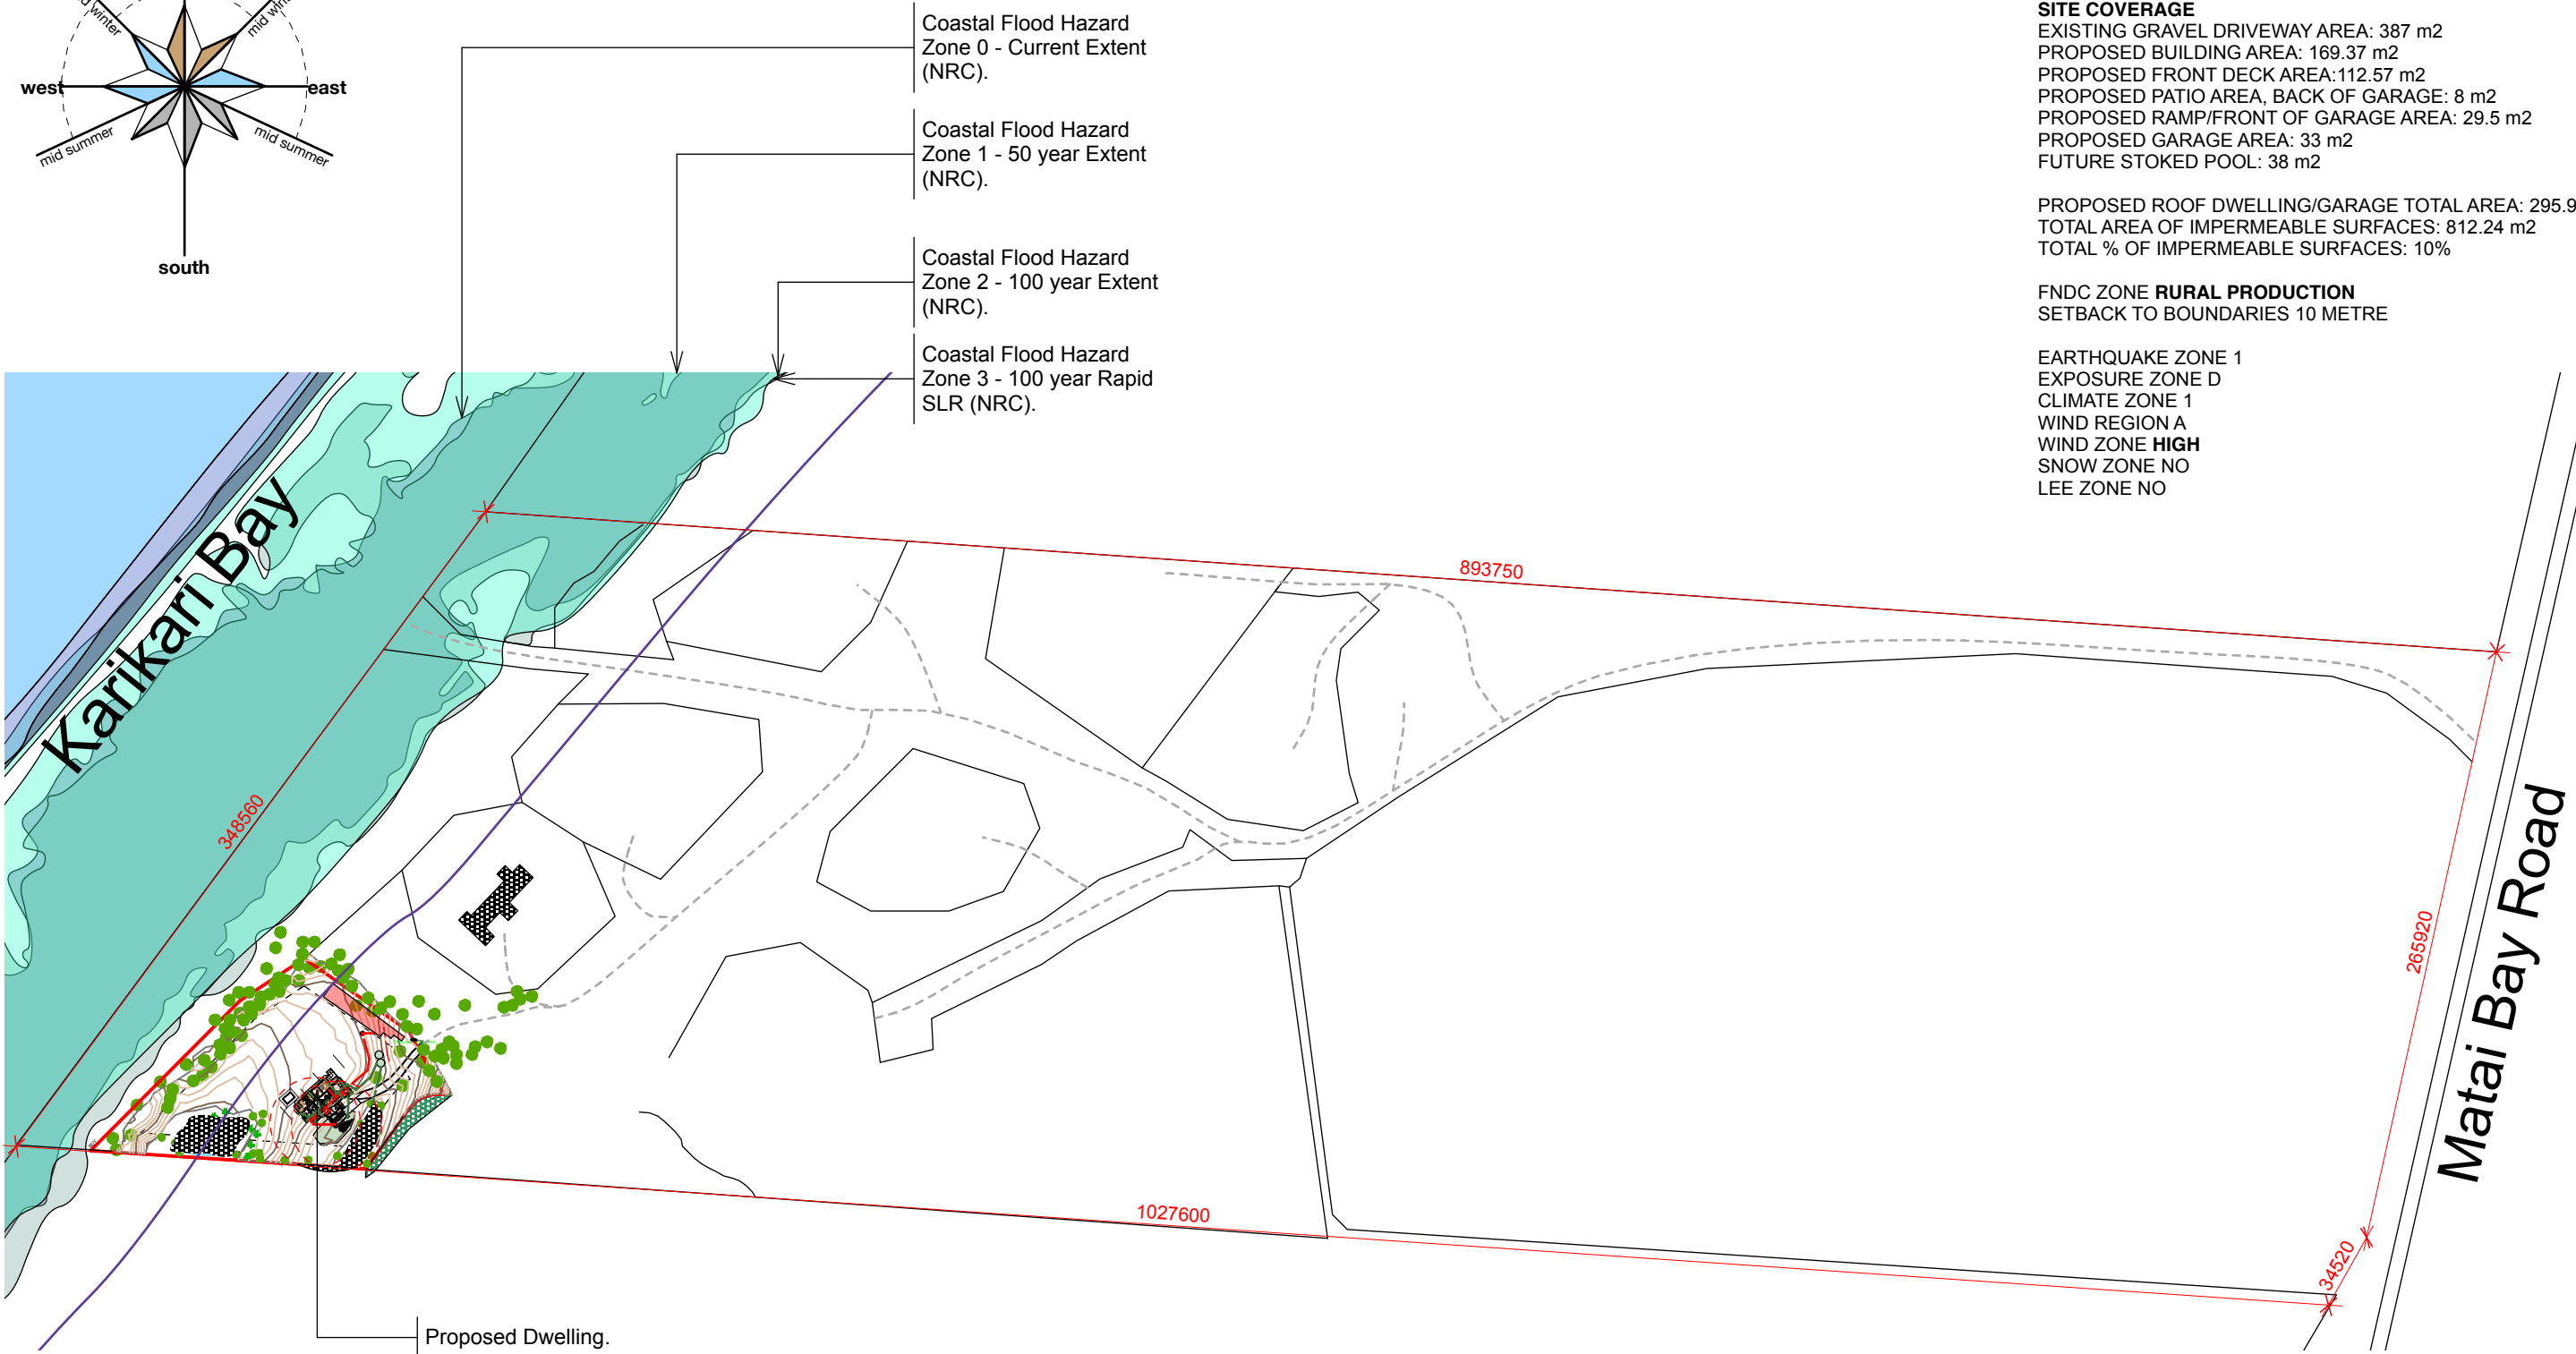 mid winter
west
east
mid summer
mid summer
south
Coastal Flood Hazard
Zone 0 - Current Extent
(NRC).
Coastal Flood Hazard
Zone 1 - 50 year Extent
(NRC).
Coastal Flood Hazard
Zone 2 - 100 year Extent
(NRC).
Coastal Flood Hazard
Zone 3 - 100 year Rapid
SLR (NRC).
SITE COVERAGE
EXISTING GRAVEL DRIVEWAY AREA: 387 m2
PROPOSED BUILDING AREA: 169.37 m2
PROPOSED FRONT DECK AREA:112.57 m2
PROPOSED PATIO AREA, BACK OF GARAGE: 8 m2
PROPOSED RAMP/FRONT OF GARAGE AREA: 29.5 m2
PROPOSED GARAGE AREA: 33 m2
FUTURE STOKED POOL: 38 m2
PROPOSED ROOF DWELLING/GARAGE TOTAL AREA: 295.9
TOTAL AREA OF IMPERMEABLE SURFACES: 812.24 m2
TOTAL % OF IMPERMEABLE SURFACES: 10%
FNDC ZONE RURAL PRODUCTION
SETBACK TO BOUNDARIES 10 METRE
EARTHQUAKE ZONE 1
EXPOSURE ZONE D
CLIMATE ZONE 1
WIND REGION A
WIND ZONE HIGH
SNOW ZONE NO
LEE ZONE NO
Karikari Bay
893750
348560
265920
Matai Bay Road
1027600
34520
Proposed Dwelling.